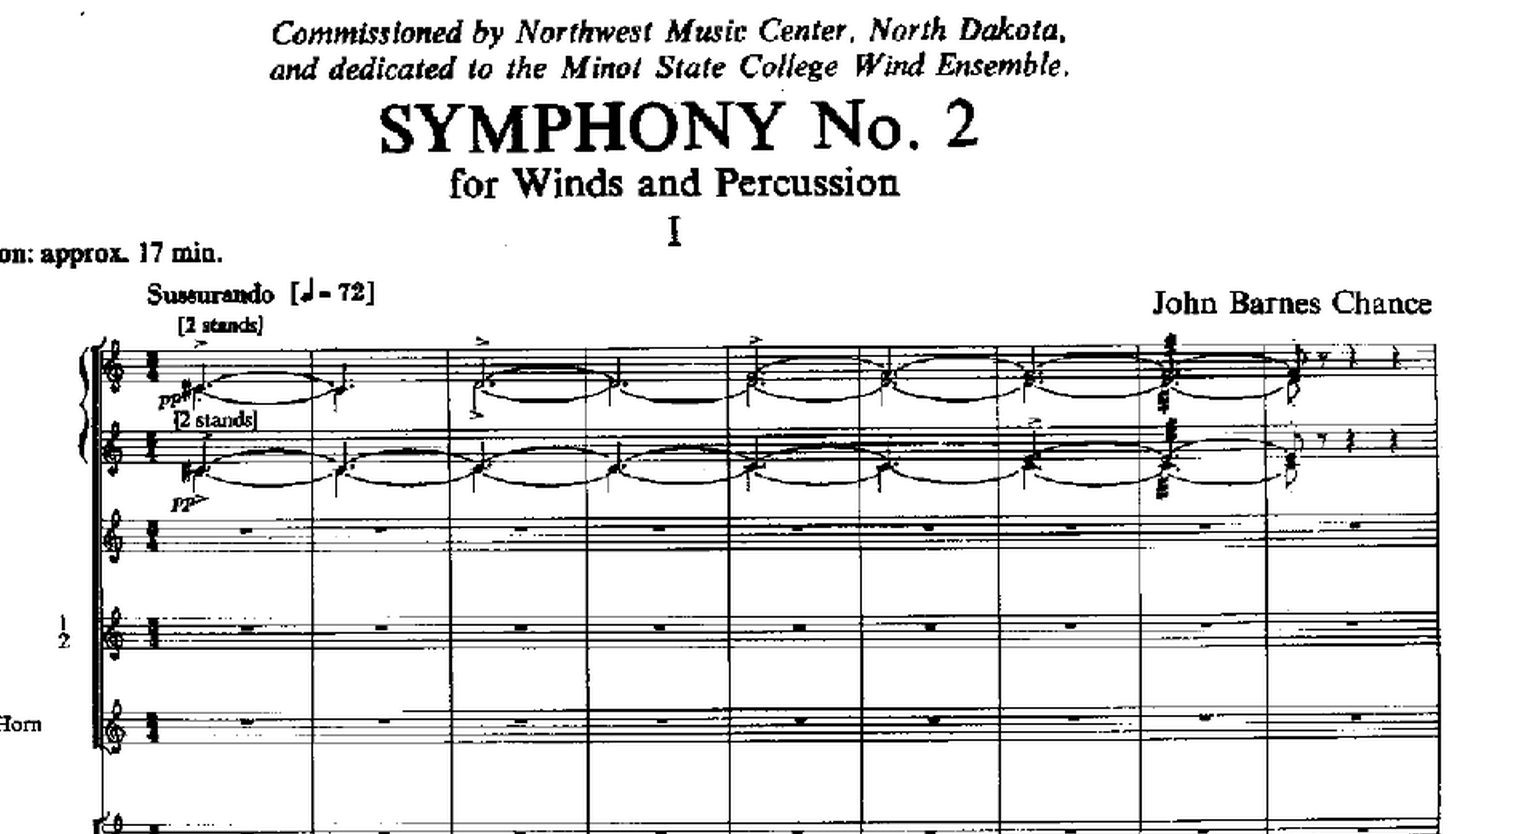 Commissioned by Northwest Music Center, North Dakota,
and dedicated to the Minot State College Wind Ensemble.
SYMPHONY No. 2
for Winds and Percussion
I
on: approx. 17 min.
Sussurando [♩= 72]
John Barnes Chance
[2 stands]
pp
[2 stands]
pp
1
2
Horn